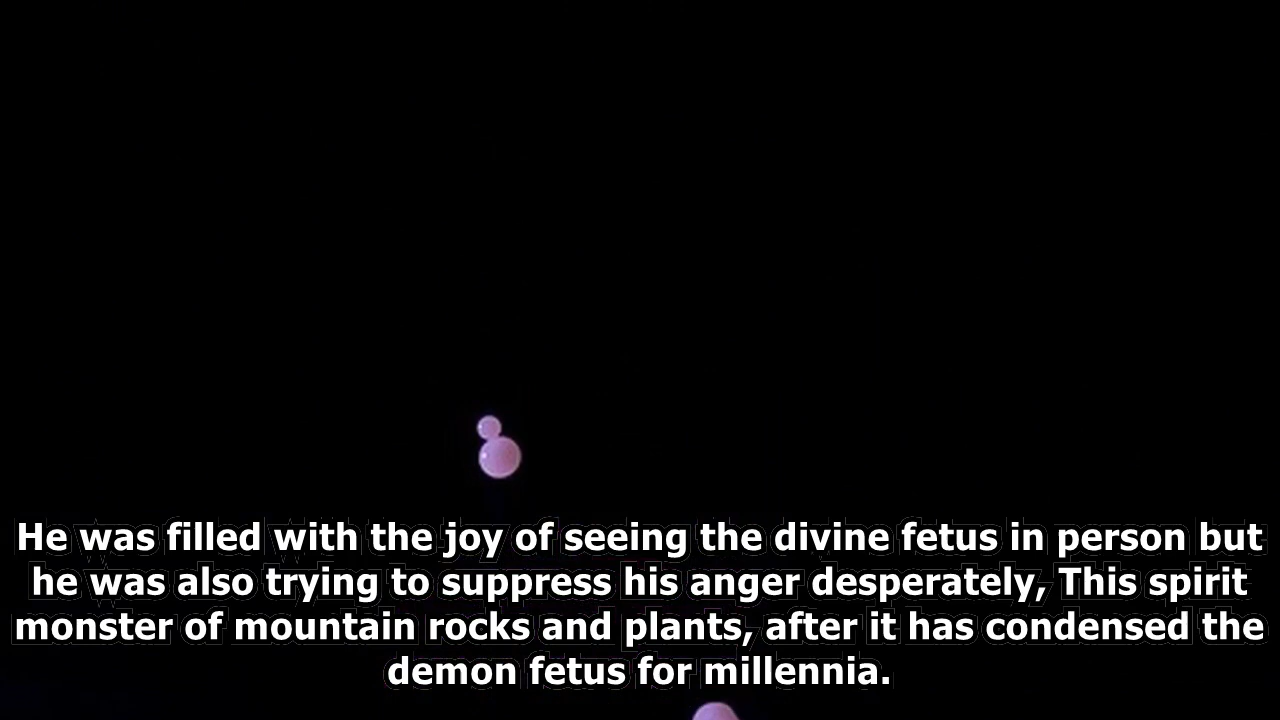 He was filled with the joy of seeing the divine fetus in person but
he was also trying to suppress his anger desperately, This spirit
monster of mountain rocks and plants, after it has condensed the
demon fetus for millennia.